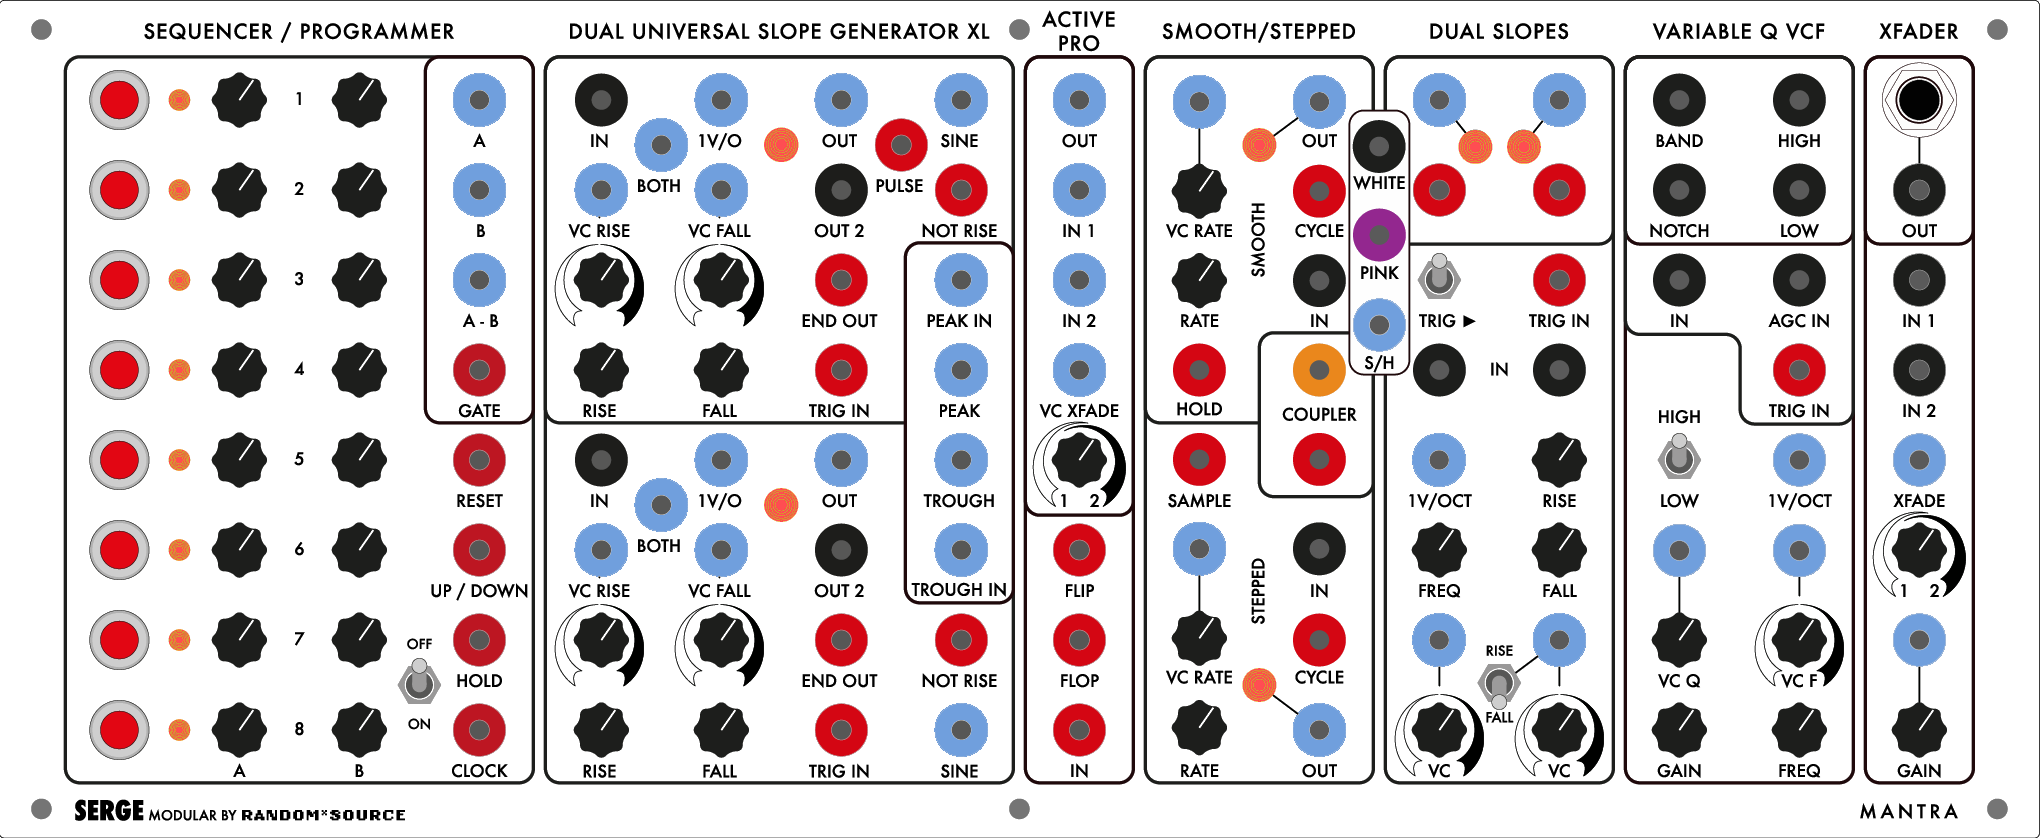 SEQUENCER / PROGRAMMER
1
2
3
4
5
6
7
8
A B
A
B
A - B
GATE
RESET
UP / DOWN
OFF
HOLD
ON
CLOCK
DUAL UNIVERSAL SLOPE GENERATOR XL
IN 1V/O OUT SINE
BOTH PULSE
VC RISE VC FALL OUT 2 NOT RISE
END OUT PEAK IN
RISE FALL TRIG IN PEAK
IN 1V/O OUT TROUGH
BOTH
VC RISE VC FALL OUT 2 TROUGH IN
END OUT NOT RISE
RISE FALL TRIG IN SINE
ACTIVE
PRO
OUT
IN 1
IN 2
VC XFADE
1 2
FLIP
FLOP
IN
SMOOTH/STEPPED
OUT
VC RATE SMOOTH CYCLE
RATE IN
HOLD COUPLER
SAMPLE
STEPPED IN
VC RATE CYCLE
RATE OUT
WHITE
PINK
S/H
DUAL SLOPES
TRIG ► TRIG IN
IN
1V/OCT RISE
FREQ FALL
RISE
FALL
VC VC
VARIABLE Q VCF
BAND HIGH
NOTCH LOW
IN AGC IN
TRIG IN
HIGH
LOW 1V/OCT
VC Q VC F
GAIN FREQ
XFADER
OUT
IN 1
IN 2
XFADE
1 2
GAIN
SERGE MODULAR BY RANDOM*SOURCE
MANTRA